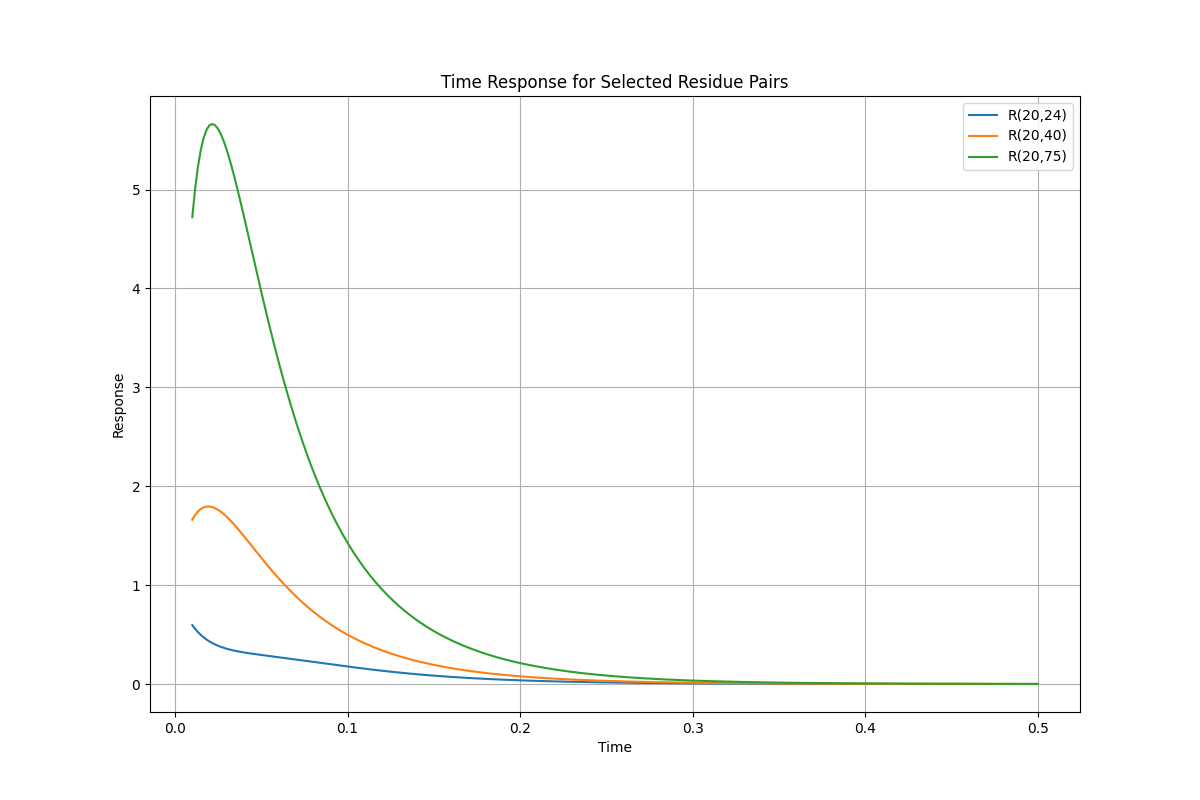 Time Response for Selected Residue Pairs
R(20,24)
R(20,40)
R(20,75)
Response
5
4
3
2
1
0
0.0 0.1 0.2 0.3 0.4 0.5
Time